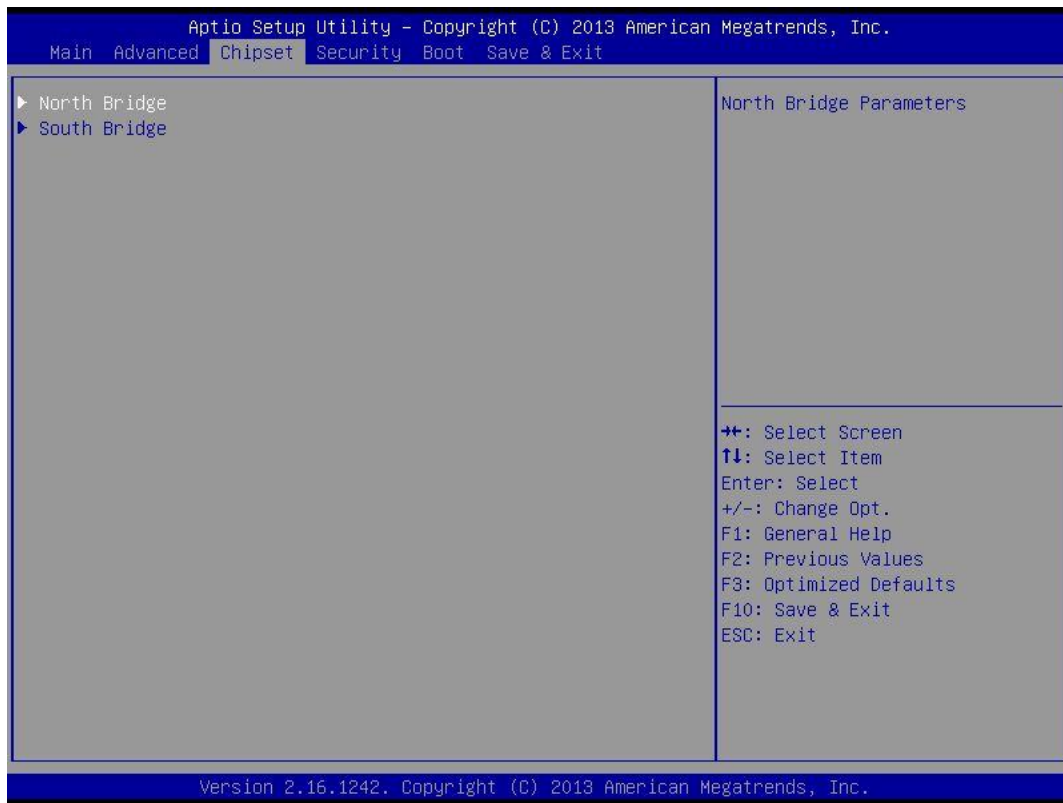 Aptio Setup Utility – Copyright (C) 2013 American Megatrends, Inc.
Main Advanced Chipset Security Boot Save & Exit
▶ North Bridge
▶ South Bridge
North Bridge Parameters
→←: Select Screen
↑↓: Select Item
Enter: Select
+/-: Change Opt.
F1: General Help
F2: Previous Values
F3: Optimized Defaults
F10: Save & Exit
ESC: Exit
Version 2.16.1242. Copyright (C) 2013 American Megatrends, Inc.